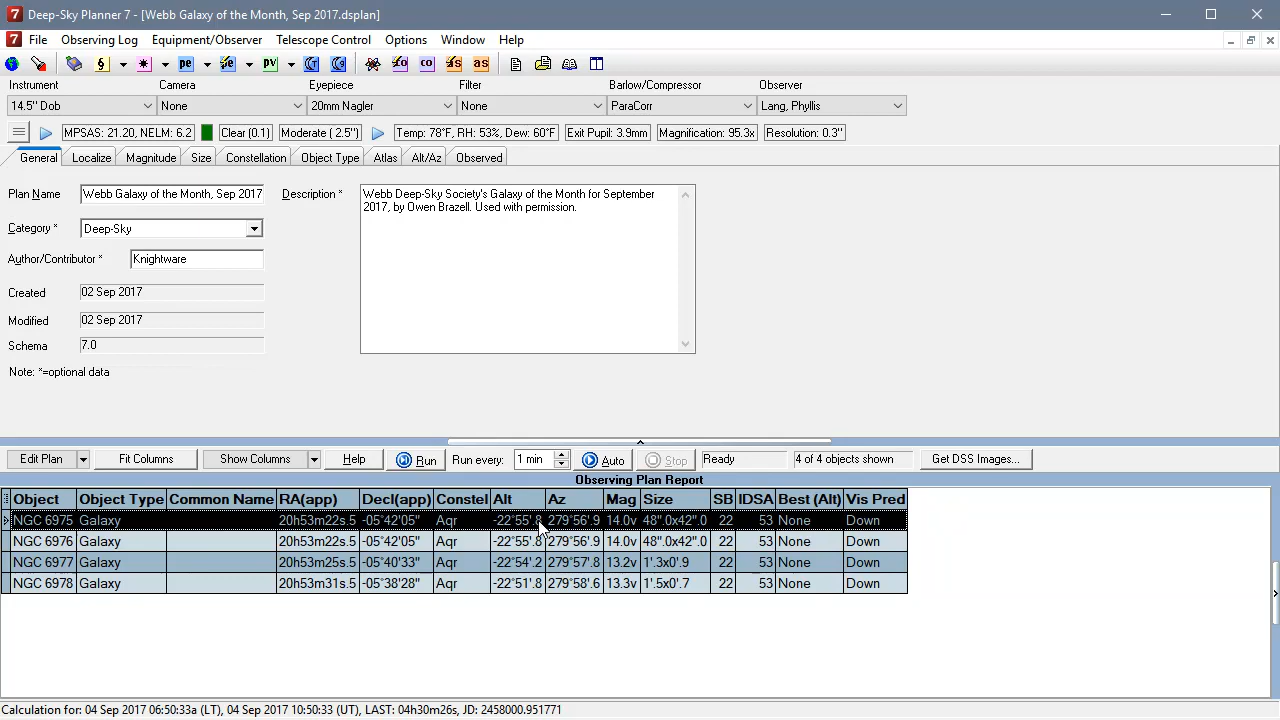 Deep-Sky Planner 7 - [Webb Galaxy of the Month, Sep 2017.dsplan]
File Observing Log Equipment/Observer Telescope Control Options Window Help
Instrument Camera Eyepiece Filter Barlow/Compressor Observer
14.5" Dob None 20mm Nagler None ParaCorr Lang, Phyllis
MPSAS: 21.20, NELM: 6.2 Clear (0.1) Moderate ( 2.5") Temp: 78°F, RH: 53%, Dew: 60°F Exit Pupil: 3.9mm Magnification: 95.3x Resolution: 0.3"
General Localize Magnitude Size Constellation Object Type Atlas Alt/Az Observed
Plan Name Webb Galaxy of the Month, Sep 2017 Description *
Webb Deep-Sky Society's Galaxy of the Month for September
2017, by Owen Brazell. Used with permission.
Category * Deep-Sky
Author/Contributor * Knightware
Created 02 Sep 2017
Modified 02 Sep 2017
Schema 7.0
Note: *=optional data
Edit Plan Fit Columns Show Columns Help Run Run every: 1 min Auto Stop Ready 4 of 4 objects shown Get DSS Images...
Observing Plan Report
Object Object Type Common Name RA(app) Decl(app) Constel Alt Az Mag Size SB IDSA Best (Alt) Vis Pred
NGC 6975 Galaxy 20h53m22s.5 -05°42'05" Aqr -22°55'.8 279°56'.9 14.0v 48".0x42".0 22 53 None Down
NGC 6976 Galaxy 20h53m22s.5 -05°42'05" Aqr -22°55'.8 279°56'.9 14.0v 48".0x42".0 22 53 None Down
NGC 6977 Galaxy 20h53m25s.5 -05°40'33" Aqr -22°54'.2 279°57'.8 13.2v 1'.3x0'.9 22 53 None Down
NGC 6978 Galaxy 20h53m31s.5 -05°38'28" Aqr -22°51'.8 279°58'.6 13.3v 1'.5x0'.7 22 53 None Down
Calculation for: 04 Sep 2017 06:50:33a (LT), 04 Sep 2017 10:50:33 (UT), LAST: 04h30m26s, JD: 2458000.951771